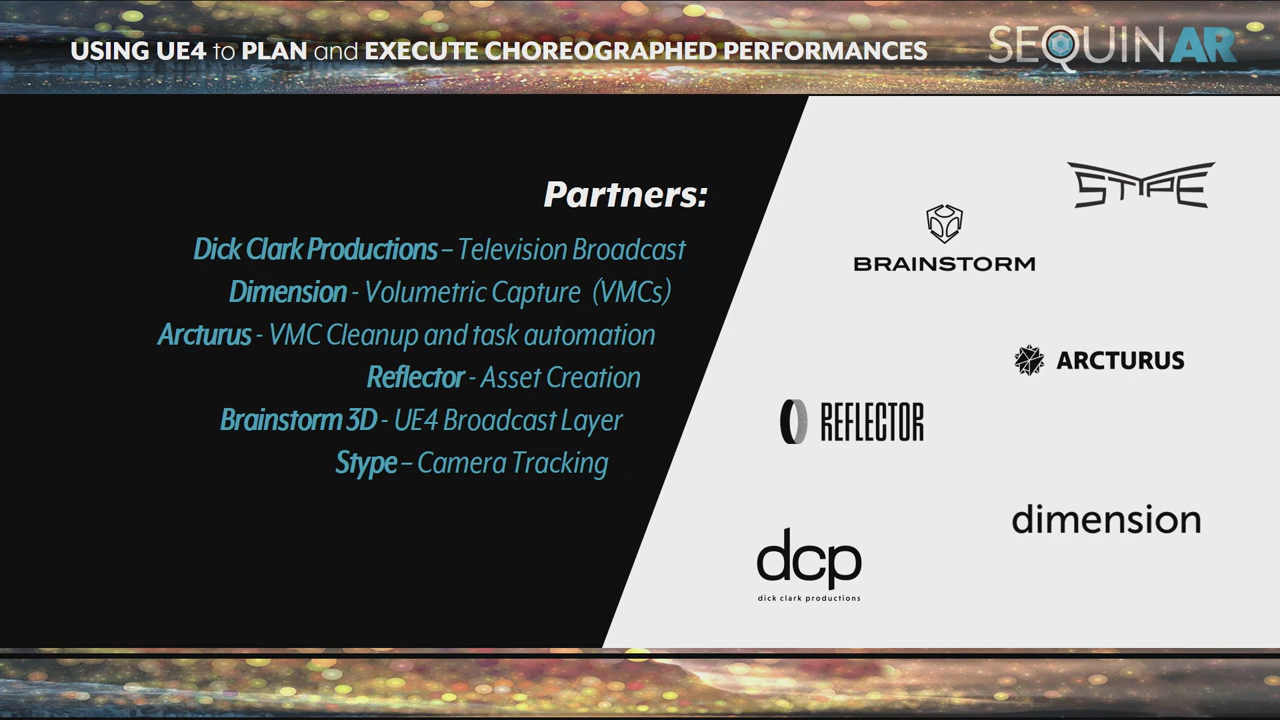 USING UE4 to PLAN and EXECUTE CHOREOGRAPHED PERFORMANCES
SEQUINAR
Partners:
Dick Clark Productions – Television Broadcast
Dimension - Volumetric Capture (VMCs)
Arcturus - VMC Cleanup and task automation
Reflector - Asset Creation
Brainstorm 3D - UE4 Broadcast Layer
Stype – Camera Tracking
STYPE
BRAINSTORM
ARCTURUS
REFLECTOR
dimension
dcp
dick clark productions